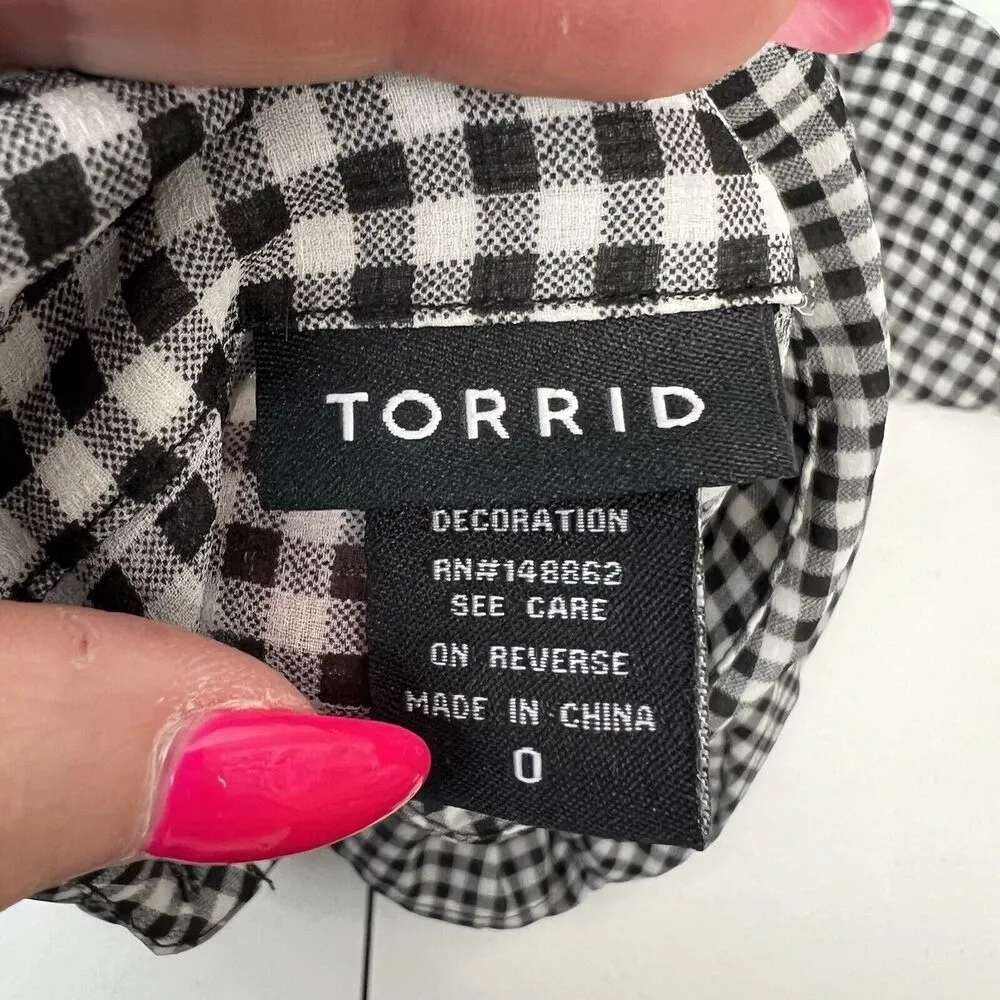 TORRID
DECORATION
RN#148862
SEE CARE
ON REVERSE
MADE IN CHINA
0